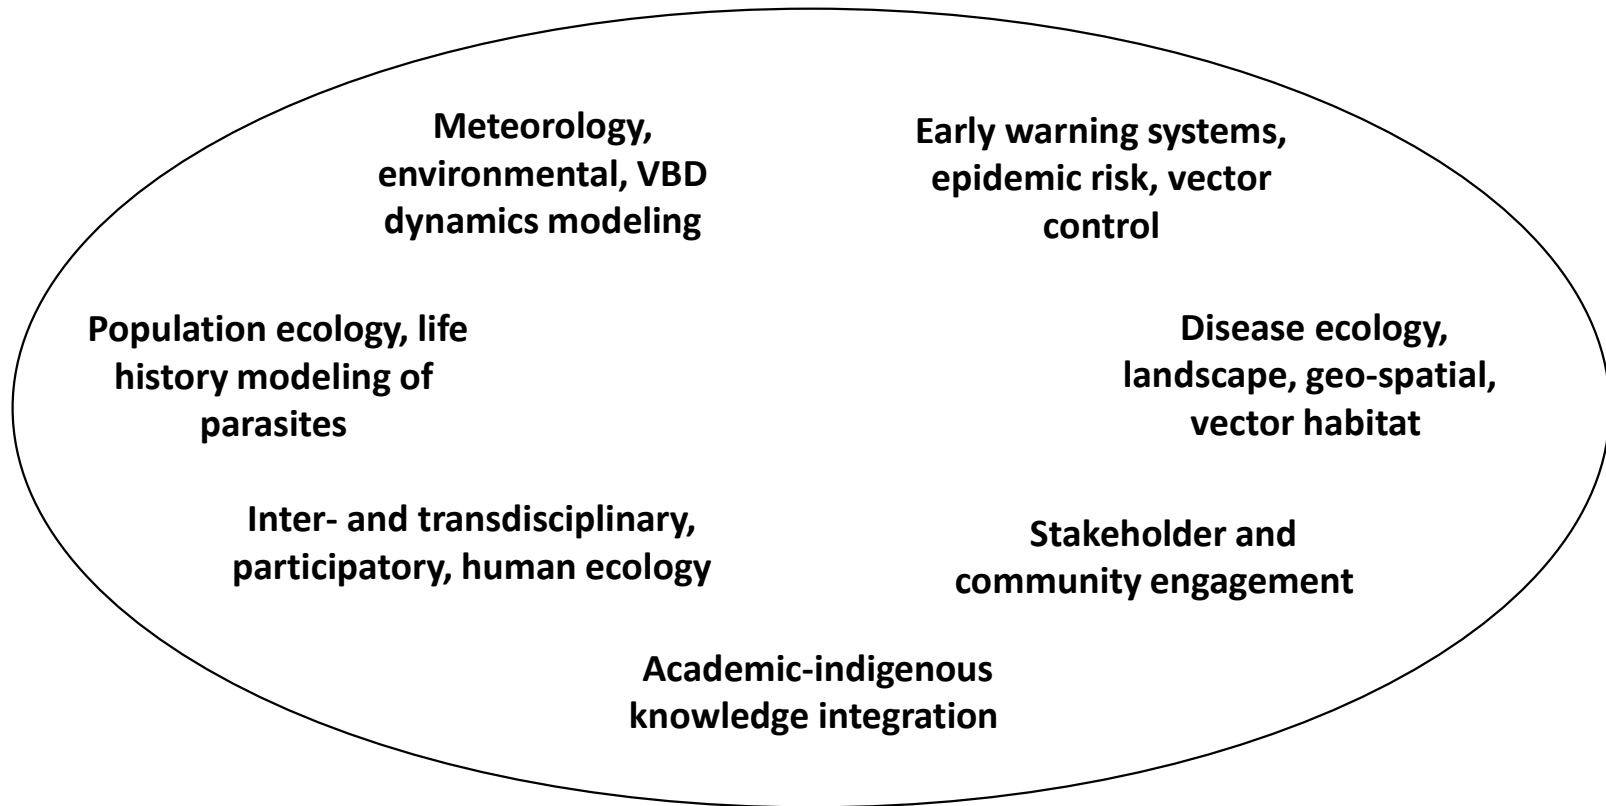 Meteorology,
environmental, VBD
dynamics modeling
Early warning systems,
epidemic risk, vector
control
Population ecology, life
history modeling of
parasites
Disease ecology,
landscape, geo-spatial,
vector habitat
Inter- and transdisciplinary,
participatory, human ecology
Stakeholder and
community engagement
Academic-indigenous
knowledge integration